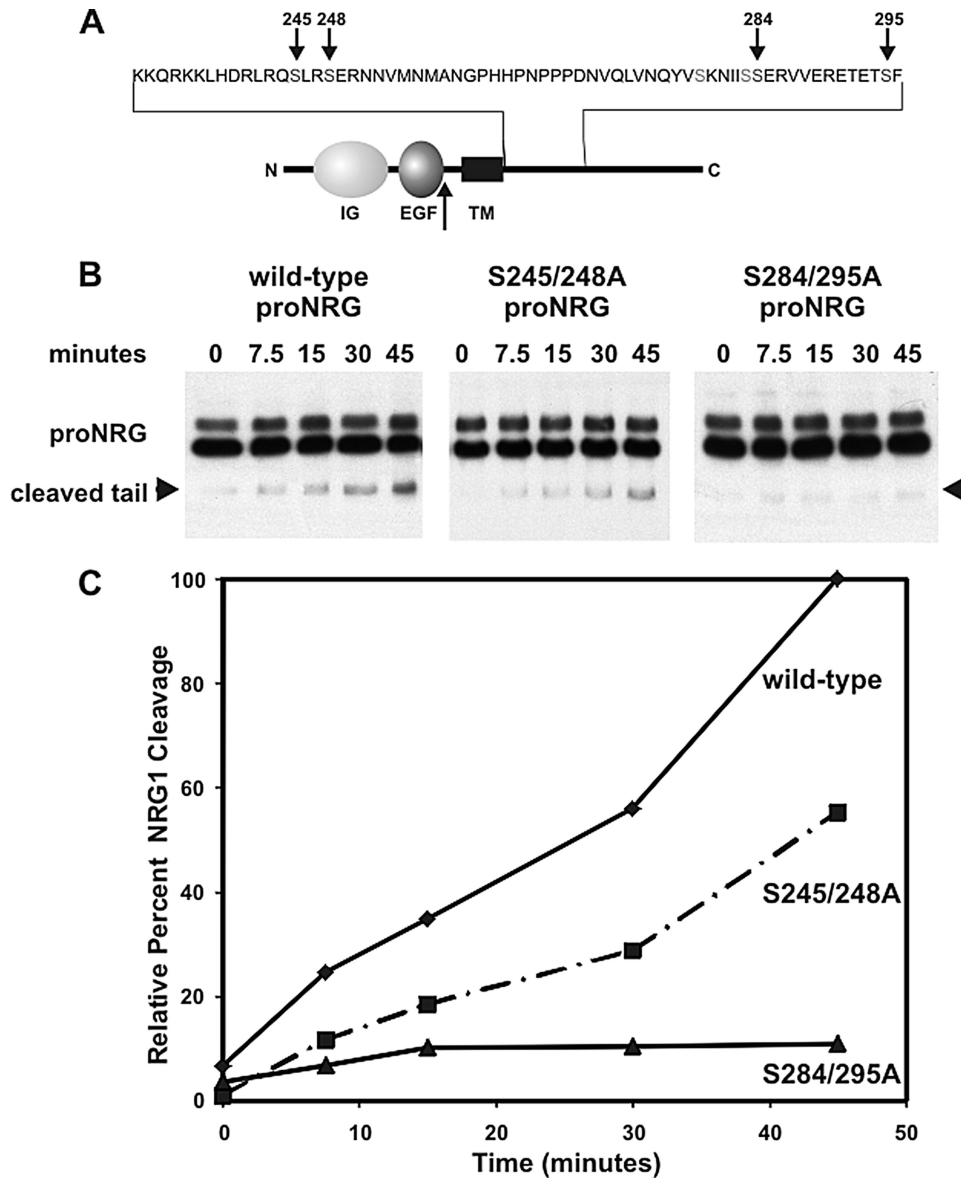 A
245 248 284 295
KKQRKKLHDRLRQSLRSERNNVMNMANGPHHPNPPPDNVQLVNQYVSKNIISSERVVERETETSF
N C
IG EGF TM
B
wild-type
proNRG
S245/248A
proNRG
S284/295A
proNRG
minutes 0 7.5 15 30 45 0 7.5 15 30 45 0 7.5 15 30 45
proNRG
cleaved tail
C
Relative Percent NRG1 Cleavage
100
80
60
40
20
0
wild-type
S245/248A
S284/295A
0 10 20 30 40 50
Time (minutes)